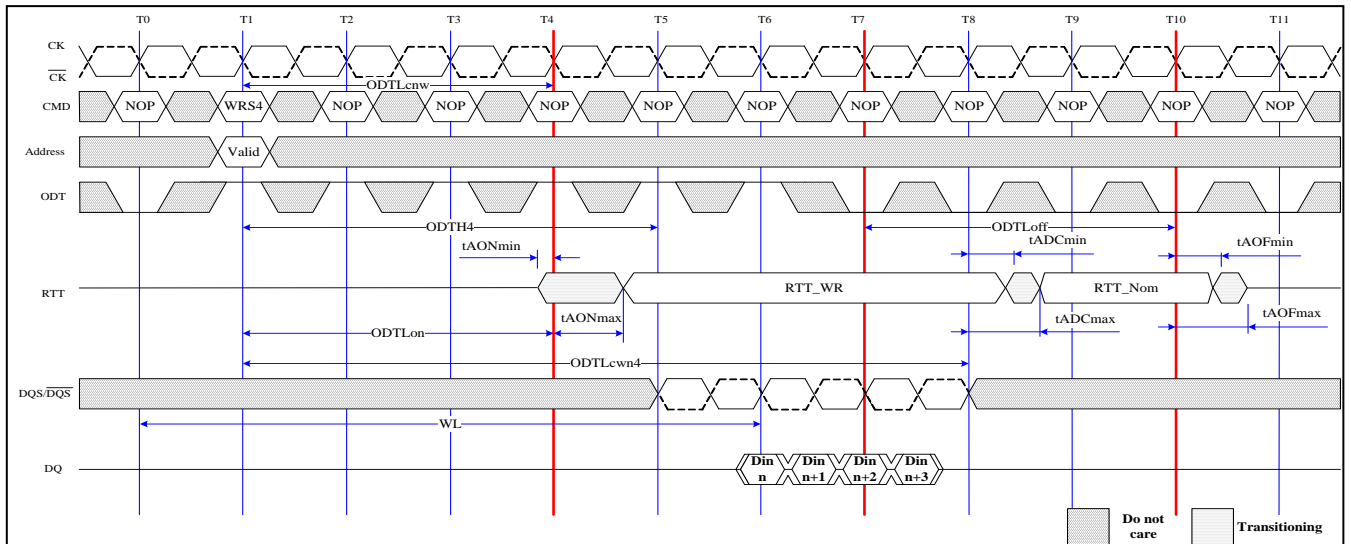 T0 T1 T2 T3 T4 T5 T6 T7 T8 T9 T10 T11
CK
CK
ODTLcnw
CMD NOP WRS4 NOP NOP NOP NOP NOP NOP NOP NOP NOP NOP
Address Valid
ODT
ODTH4 ODTLoff
tAONmin tADCmin tAOFmin
RTT RTT_WR RTT_Nom
tAONmax tADCmax tAOFmax
ODTLon
ODTLcwn4
DQS/DQS
WL
DQ Din n Din n+1 Din n+2 Din n+3
Do not care Transitioning